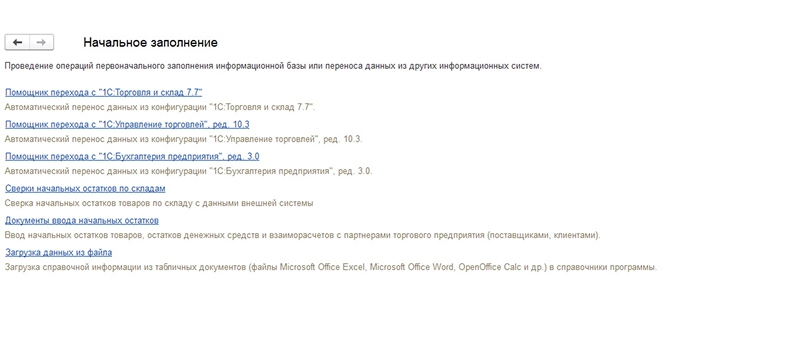 Начальное заполнение
Проведение операций первоначального заполнения информационной базы или переноса данных из других информационных систем.
Помощник перехода с "1С:Торговля и склад 7.7"
Автоматический перенос данных из конфигурации "1С:Торговля и склад 7.7".
Помощник перехода с "1С:Управление торговлей", ред. 10.3
Автоматический перенос данных из конфигурации "1С:Управление торговлей", ред. 10.3.
Помощник перехода с "1С:Бухгалтерия предприятия", ред. 3.0
Автоматический перенос данных из конфигурации "1С:Бухгалтерия предприятия", ред. 3.0.
Сверки начальных остатков по складам
Сверка начальных остатков товаров по складу с данными внешней системы
Документы ввода начальных остатков
Ввод начальных остатков товаров, остатков денежных средств и взаиморасчетов с партнерами торгового предприятия (поставщиками, клиентами).
Загрузка данных из файла
Загрузка справочной информации из табличных документов (файлы Microsoft Office Excel, Microsoft Office Word, OpenOffice Calc и др.) в справочники программы.